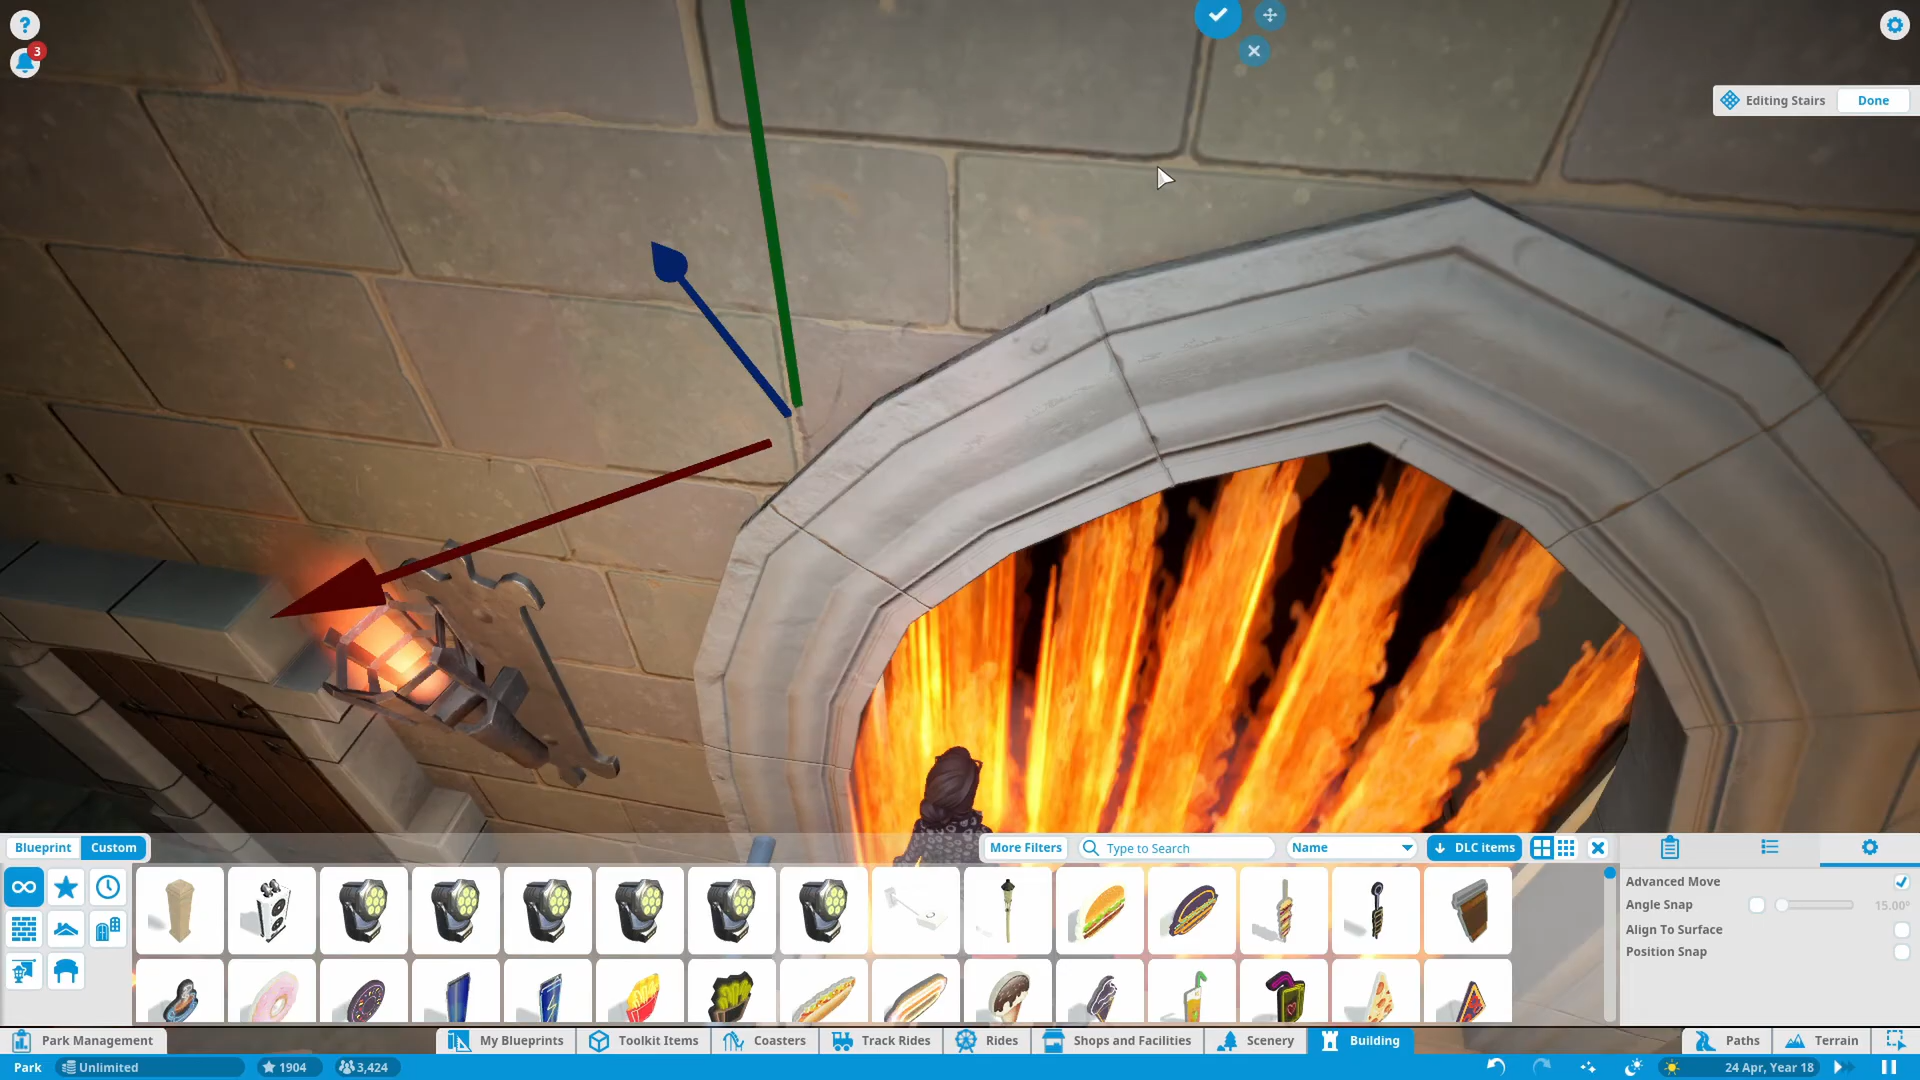 ?
3
Editing Stairs
Done
Blueprint
Custom
More Filters
Type to Search
Name
DLC items
Advanced Move
Angle Snap
15.00°
Align To Surface
Position Snap
Park Management
My Blueprints
Toolkit Items
Coasters
Track Rides
Rides
Shops and Facilities
Scenery
Building
Paths
Terrain
Park
Unlimited
1904
3,424
24 Apr, Year 18